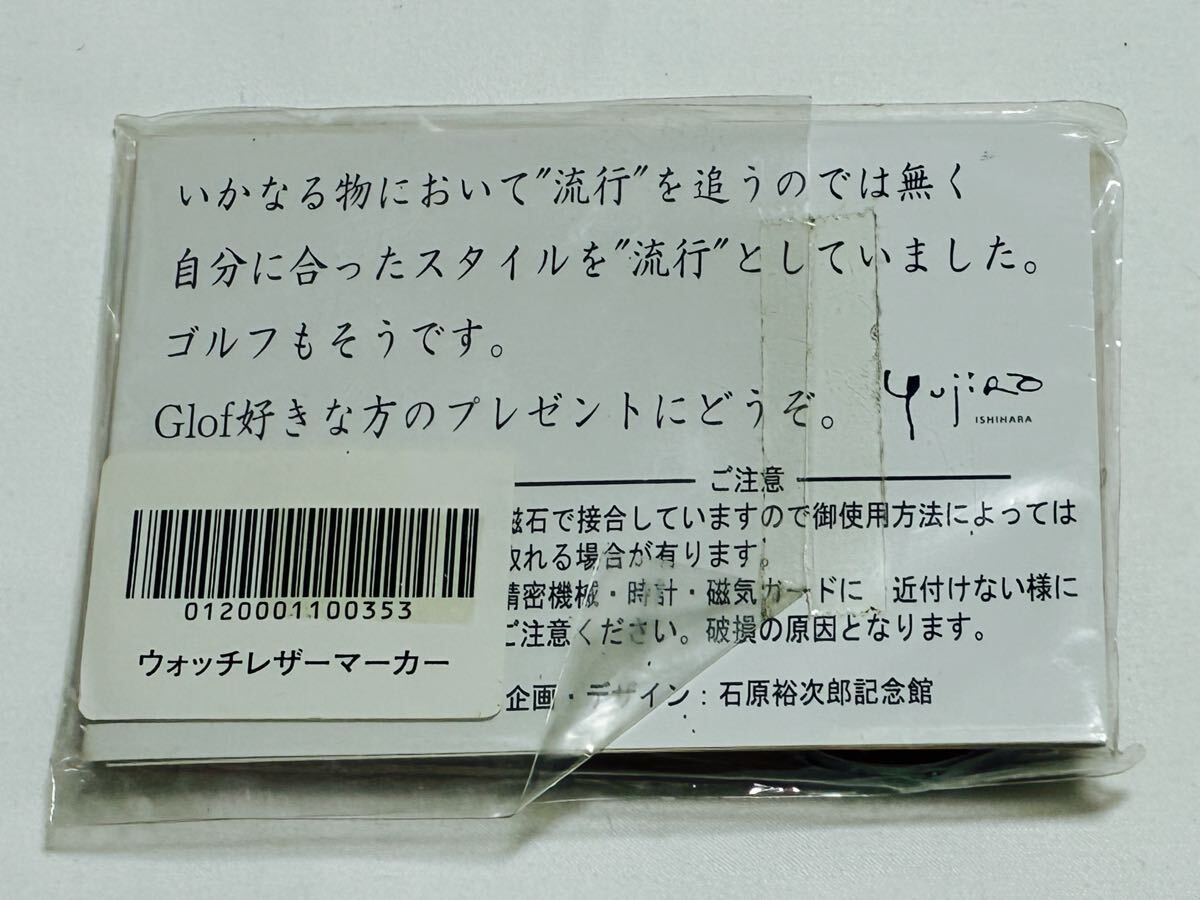 いかなる物において"流行"を追うのでは無く
自分に合ったスタイルを"流行"としていました。
ゴルフもそうです。
Glof好きな方のプレゼントにどうぞ。
Yujiro
ISHIHARA
ご注意
磁石で接合していますので御使用方法によっては
取れる場合が有ります。
精密機械・時計・磁気カードに 近付けない様に
ご注意ください。破損の原因となります。
企画・デザイン：石原裕次郎記念館
0120001100353
ウォッチレザーマーカー